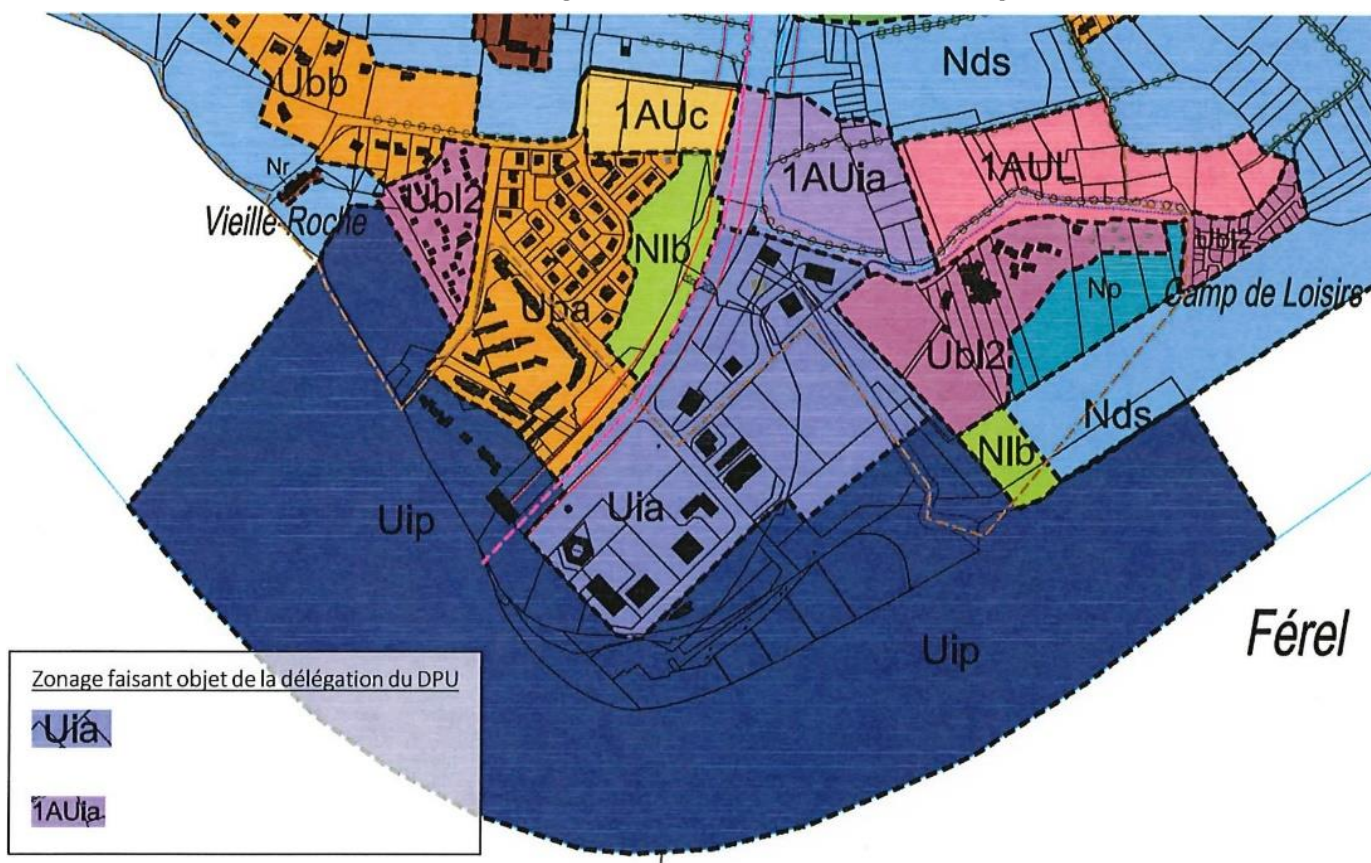 Nds
Ubb
1AUc
Nr
1AUia
1AUL
Vieille-Roche
Ubl2
Nlb
Ubl2
Uba
Np
Camp de Loisirs
Ubl2
Nds
Nlb
Uip
Uia
Férel
Uip
Zonage faisant objet de la délégation du DPU
Uia
1AUia